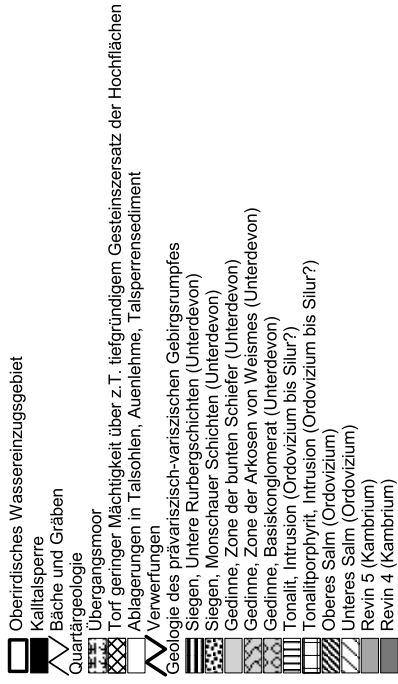 Oberirdisches Wassereinzugsgebiet
Kalltalsperre
Bäche und Gräben
Quartärgeologie
Übergangsmoor
Torf geringer Mächtigkeit über z.T. tiefgründigem Gesteinszersatz der Hochflächen
Ablagerungen in Talsohlen, Auenlehme, Talsperrensediment
Verwerfungen
Geologie des prävariszisch-variszischen Gebirgsrumpfes
Siegen, Untere Rurbergschichten (Unterdevon)
Siegen, Monschauer Schichten (Unterdevon)
Gedinne, Zone der bunten Schiefer (Unterdevon)
Gedinne, Zone der Arkosen von Weismes (Unterdevon)
Gedinne, Basiskonglomerat (Unterdevon)
Tonalit, Intrusion (Ordovizium bis Silur?)
Tonalitporphyrit, Intrusion (Ordovizium bis Silur?)
Oberes Salm (Ordovizium)
Unteres Salm (Ordovizium)
Revin 5 (Kambrium)
Revin 4 (Kambrium)